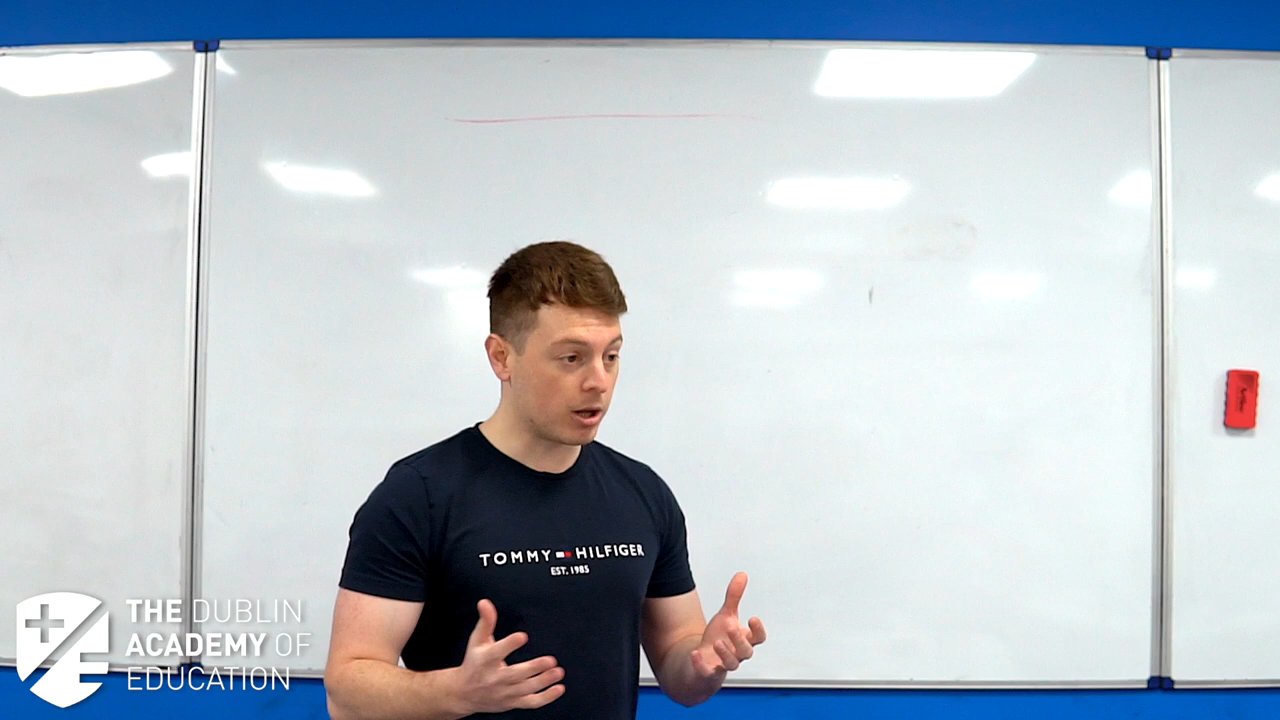 TOMMY HILFIGER
EST. 1985
THE DUBLIN
ACADEMY OF
EDUCATION